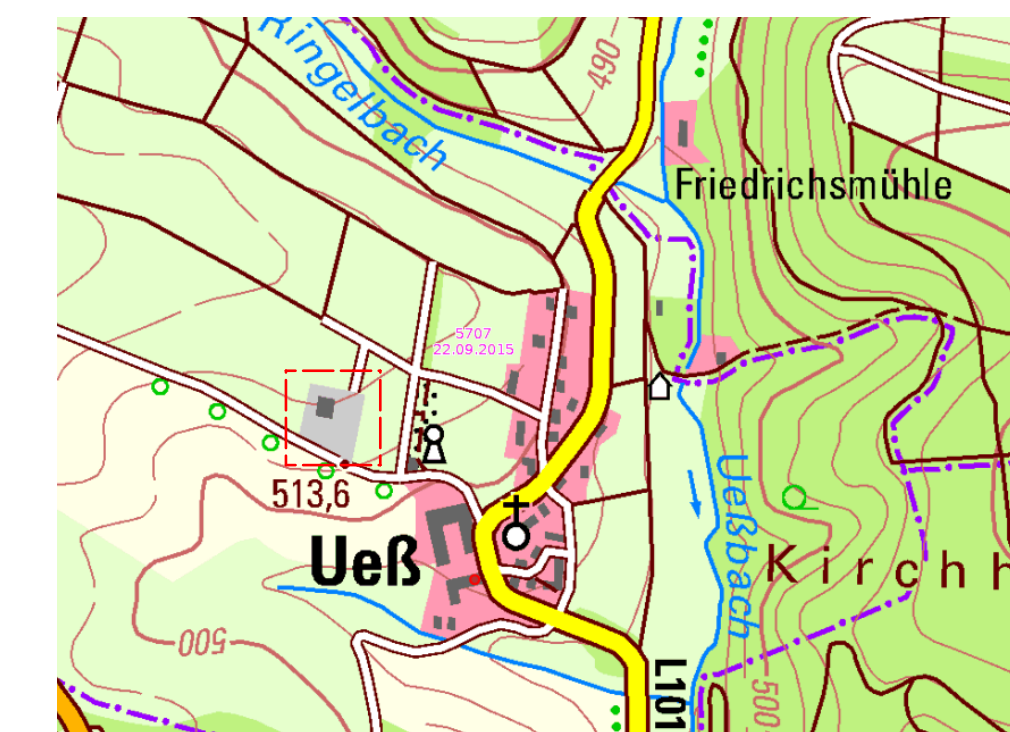 Ringelbach
490
Friedrichsmühle
5707
22.09.2015
513,6
Ueß
Ueßbach
Kirchh
500
L101
500